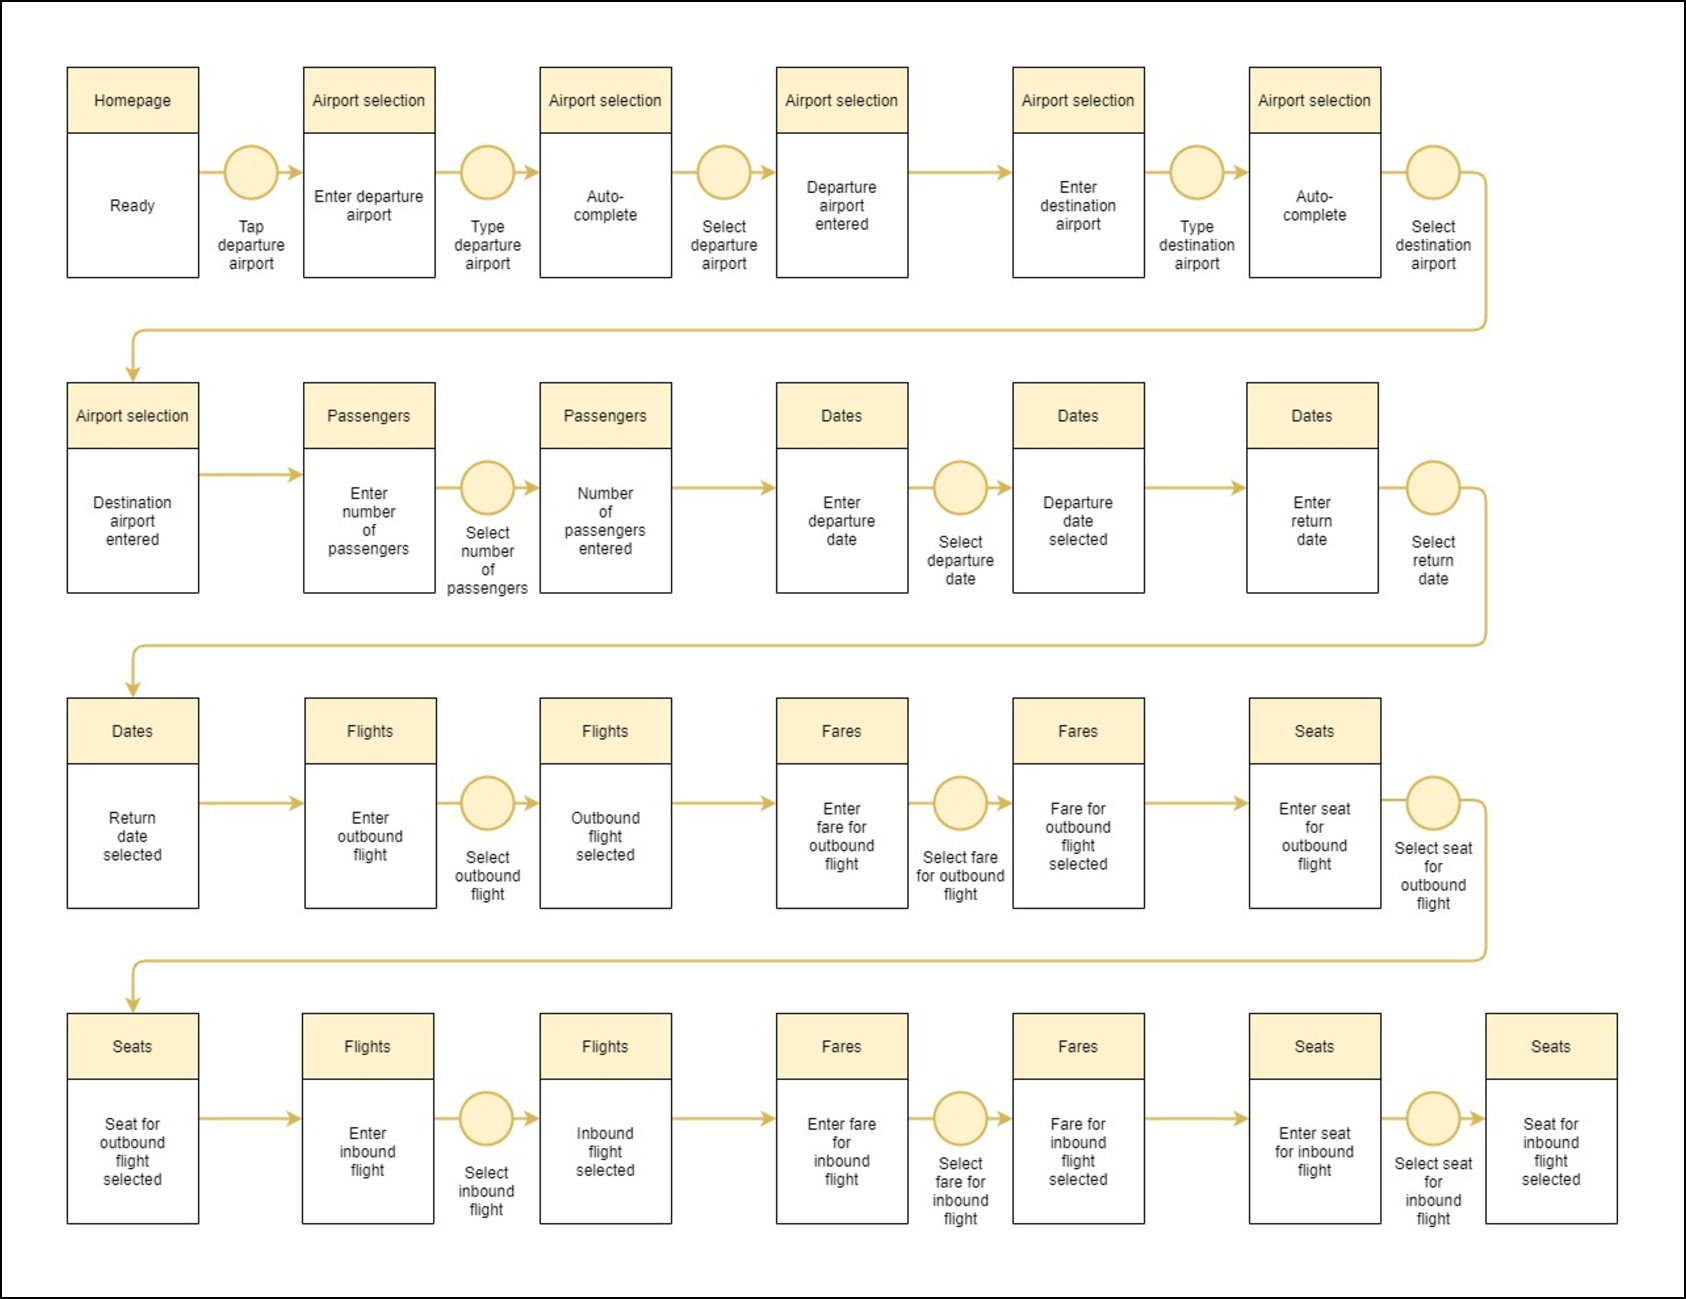 Homepage
Ready
Tap
departure
airport
Airport selection
Enter departure
airport
Type
departure
airport
Airport selection
Auto-
complete
Select
departure
airport
Airport selection
Departure
airport
entered
Airport selection
Enter
destination
airport
Type
destination
airport
Airport selection
Auto-
complete
Select
destination
airport
Airport selection
Destination
airport
entered
Passengers
Enter
number
of
passengers
Select
number
of
passengers
Passengers
Number
of
passengers
entered
Dates
Enter
departure
date
Select
departure
date
Dates
Departure
date
selected
Dates
Enter
return
date
Select
return
date
Dates
Return
date
selected
Flights
Enter
outbound
flight
Select
outbound
flight
Flights
Outbound
flight
selected
Fares
Enter
fare for
outbound
flight
Select fare
for outbound
flight
Fares
Fare for
outbound
flight
selected
Seats
Enter seat
for
outbound
flight
Select seat
for
outbound
flight
Seats
Seat for
outbound
flight
selected
Flights
Enter
inbound
flight
Select
inbound
flight
Flights
Inbound
flight
selected
Fares
Enter fare
for
inbound
flight
Select
fare for
inbound
flight
Fares
Fare for
inbound
flight
selected
Seats
Enter seat
for inbound
flight
Select seat
for
inbound
flight
Seats
Seat for
inbound
flight
selected